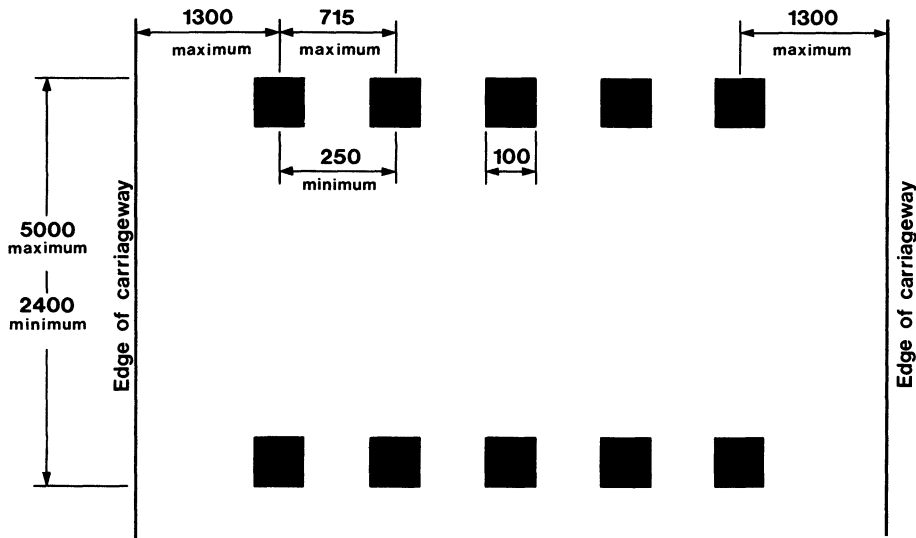 1300
maximum
715
maximum
1300
maximum
250
minimum
100
5000
maximum
2400
minimum
Edge of carriageway
Edge of carriageway